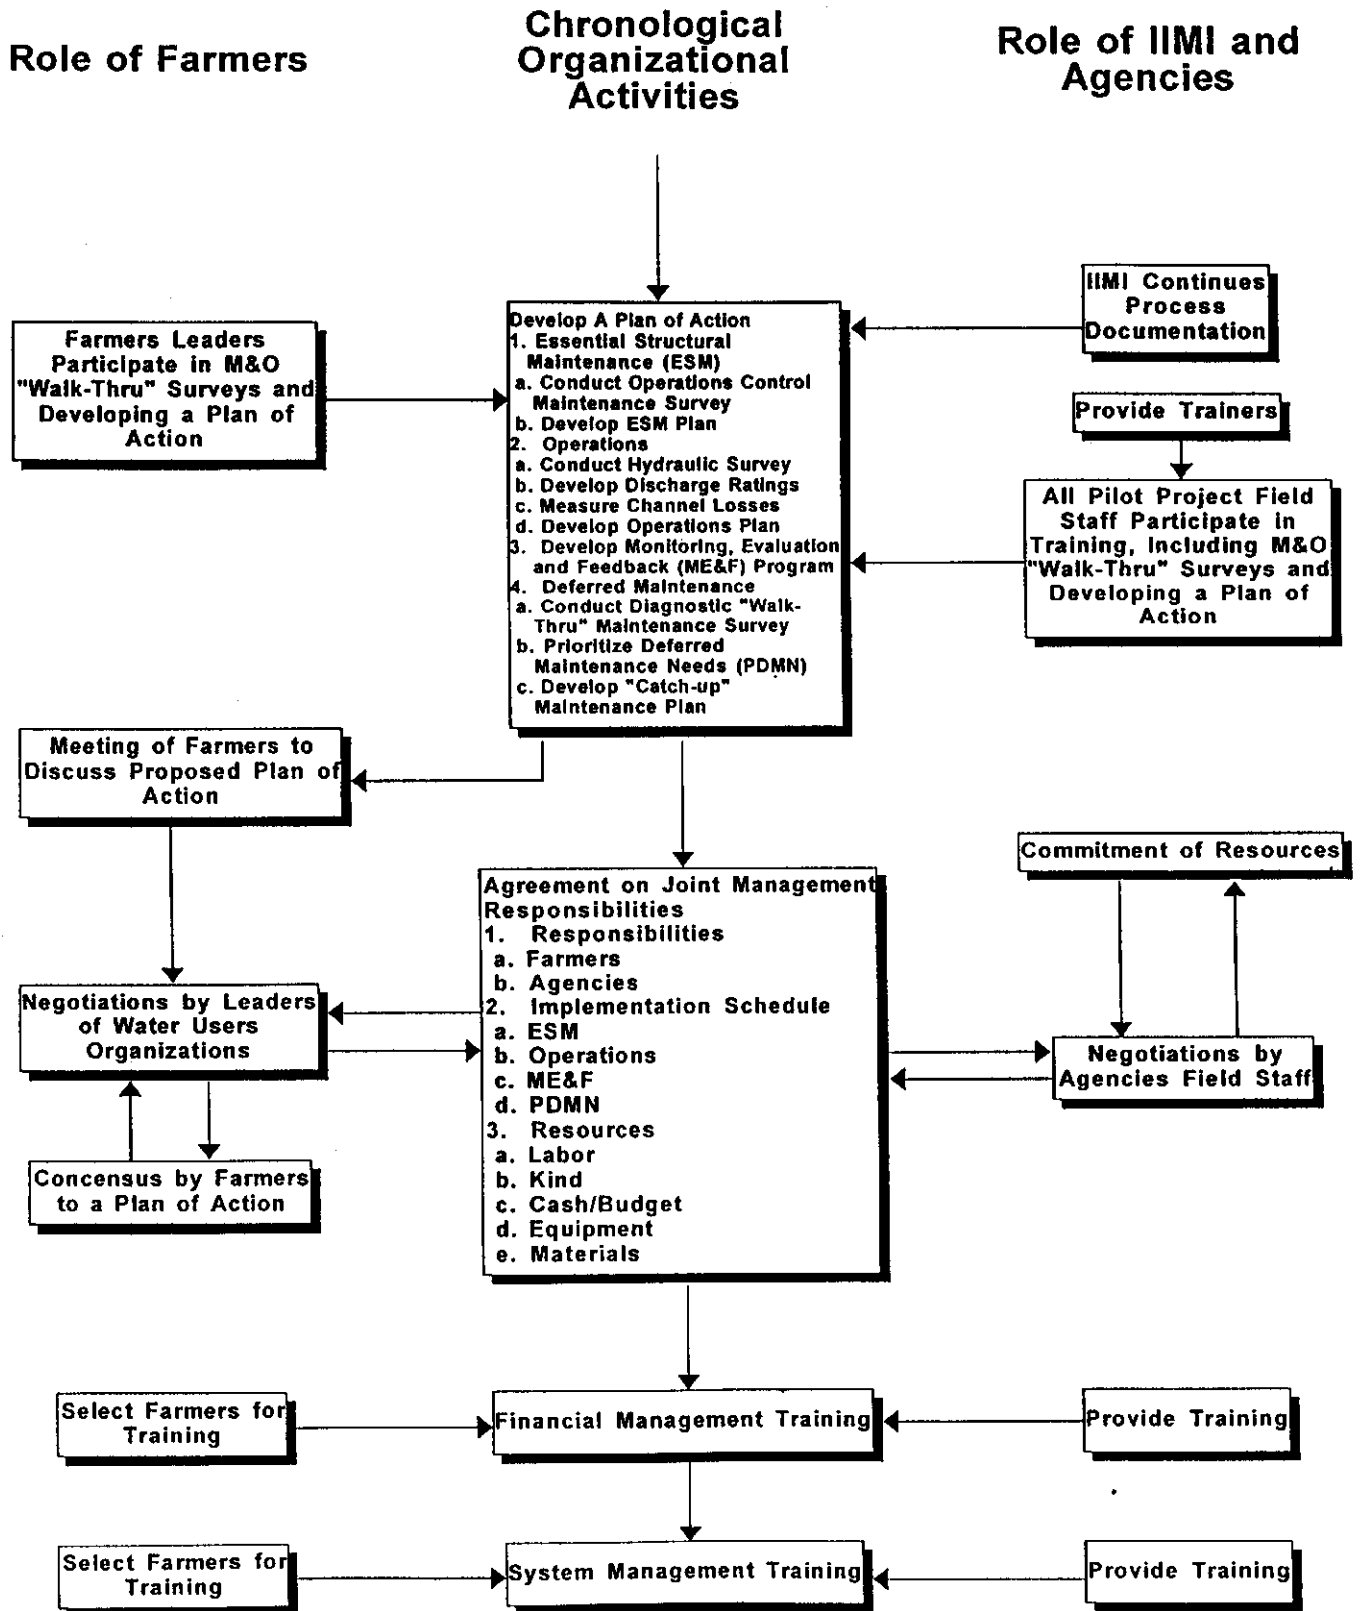 Role of Farmers
Chronological
Organizational
Activities
Role of IIMI and
Agencies
Farmers Leaders
Participate in M&O
"Walk-Thru" Surveys and
Developing a Plan of
Action
Develop A Plan of Action
1. Essential Structural
Maintenance (ESM)
a. Conduct Operations Control
Maintenance Survey
b. Develop ESM Plan
2. Operations
a. Conduct Hydraulic Survey
b. Develop Discharge Ratings
c. Measure Channel Losses
d. Develop Operations Plan
3. Develop Monitoring, Evaluation
and Feedback (ME&F) Program
4. Deferred Maintenance
a. Conduct Diagnostic "Walk-
Thru" Maintenance Survey
b. Prioritize Deferred
Maintenance Needs (PDMN)
c. Develop "Catch-up"
Maintenance Plan
IIMI Continues
Process
Documentation
Provide Trainers
All Pilot Project Field
Staff Participate in
Training, Including M&O
"Walk-Thru" Surveys and
Developing a Plan of
Action
Meeting of Farmers to
Discuss Proposed Plan of
Action
Negotiations by Leaders
of Water Users
Organizations
Concensus by Farmers
to a Plan of Action
Agreement on Joint Management
Responsibilities
1. Responsibilities
a. Farmers
b. Agencies
2. Implementation Schedule
a. ESM
b. Operations
c. ME&F
d. PDMN
3. Resources
a. Labor
b. Kind
c. Cash/Budget
d. Equipment
e. Materials
Commitment of Resources
Negotiations by
Agencies Field Staff
Select Farmers for
Training
Financial Management Training
Provide Training
Select Farmers for
Training
System Management Training
Provide Training